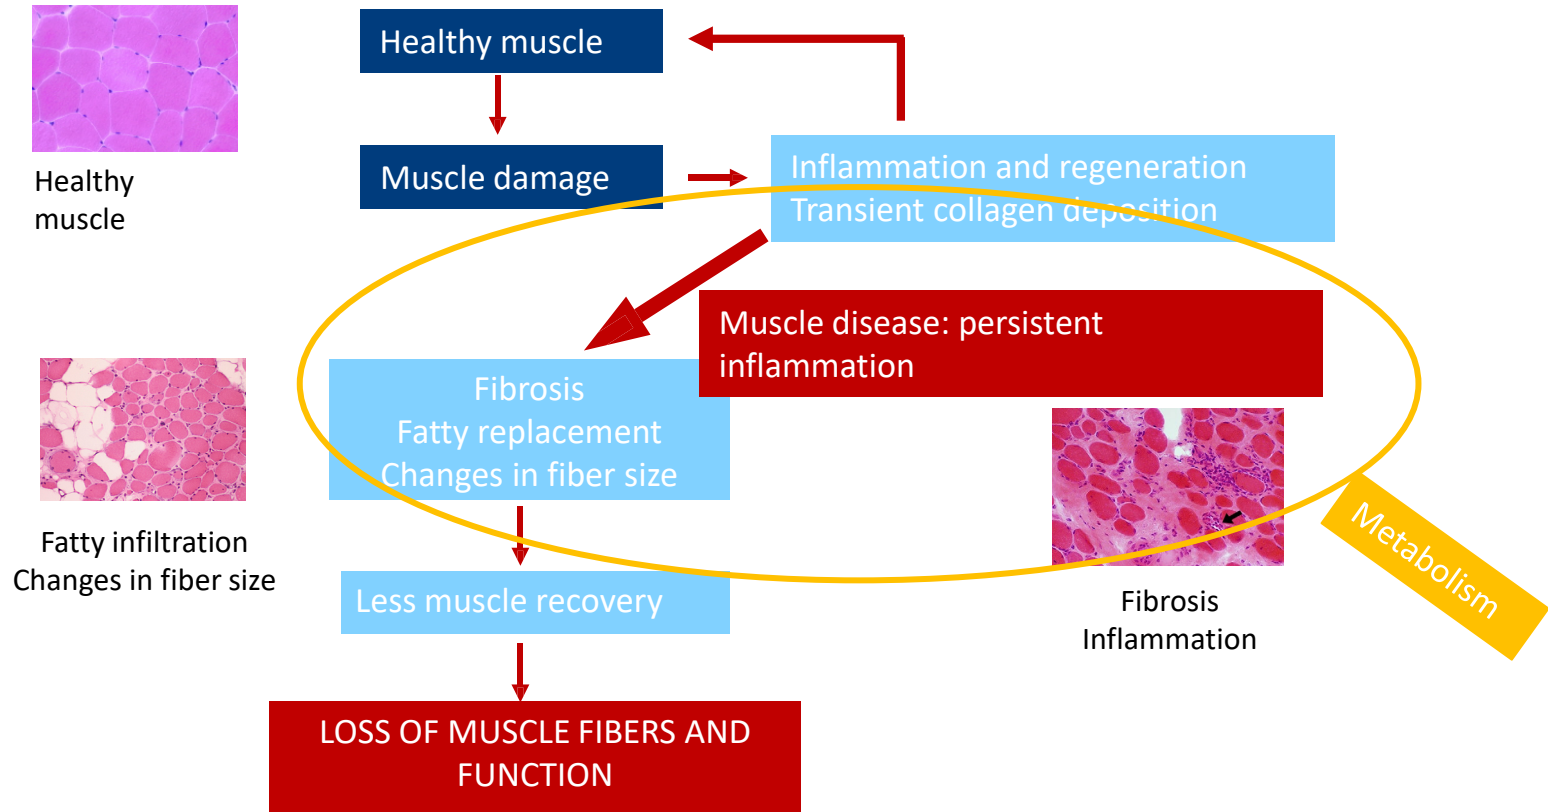 Healthy muscle
Healthy
muscle
Muscle damage
Inflammation and regeneration
Transient collagen deposition
Muscle disease: persistent
inflammation
Fibrosis
Fatty replacement
Changes in fiber size
Fatty infiltration
Changes in fiber size
Less muscle recovery
Fibrosis
Inflammation
Metabolism
LOSS OF MUSCLE FIBERS AND
FUNCTION